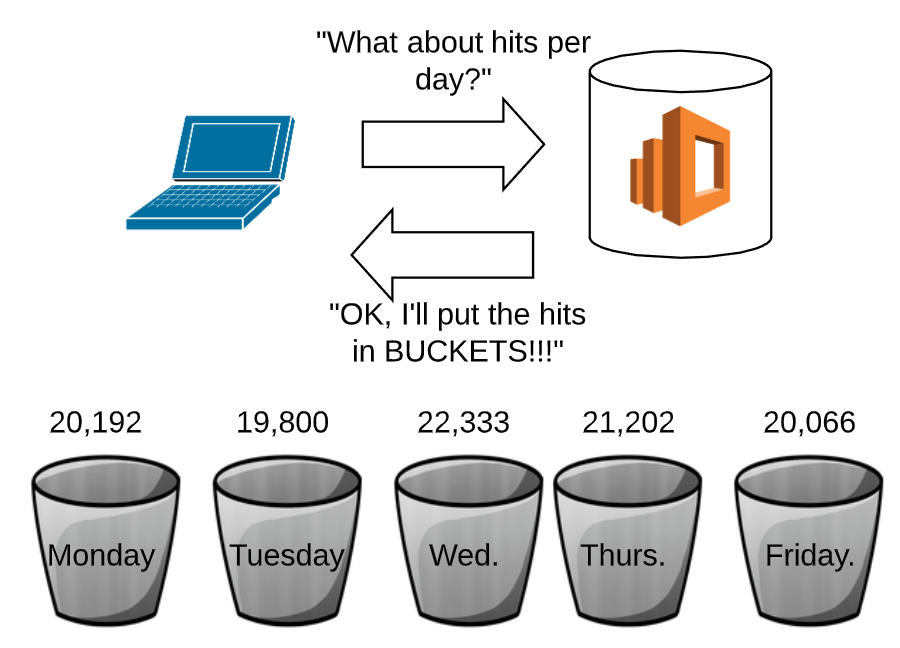 "What about hits per
day?"
"OK, I'll put the hits
in BUCKETS!!!"
20,192 19,800 22,333 21,202 20,066
Monday Tuesday Wed. Thurs. Friday.